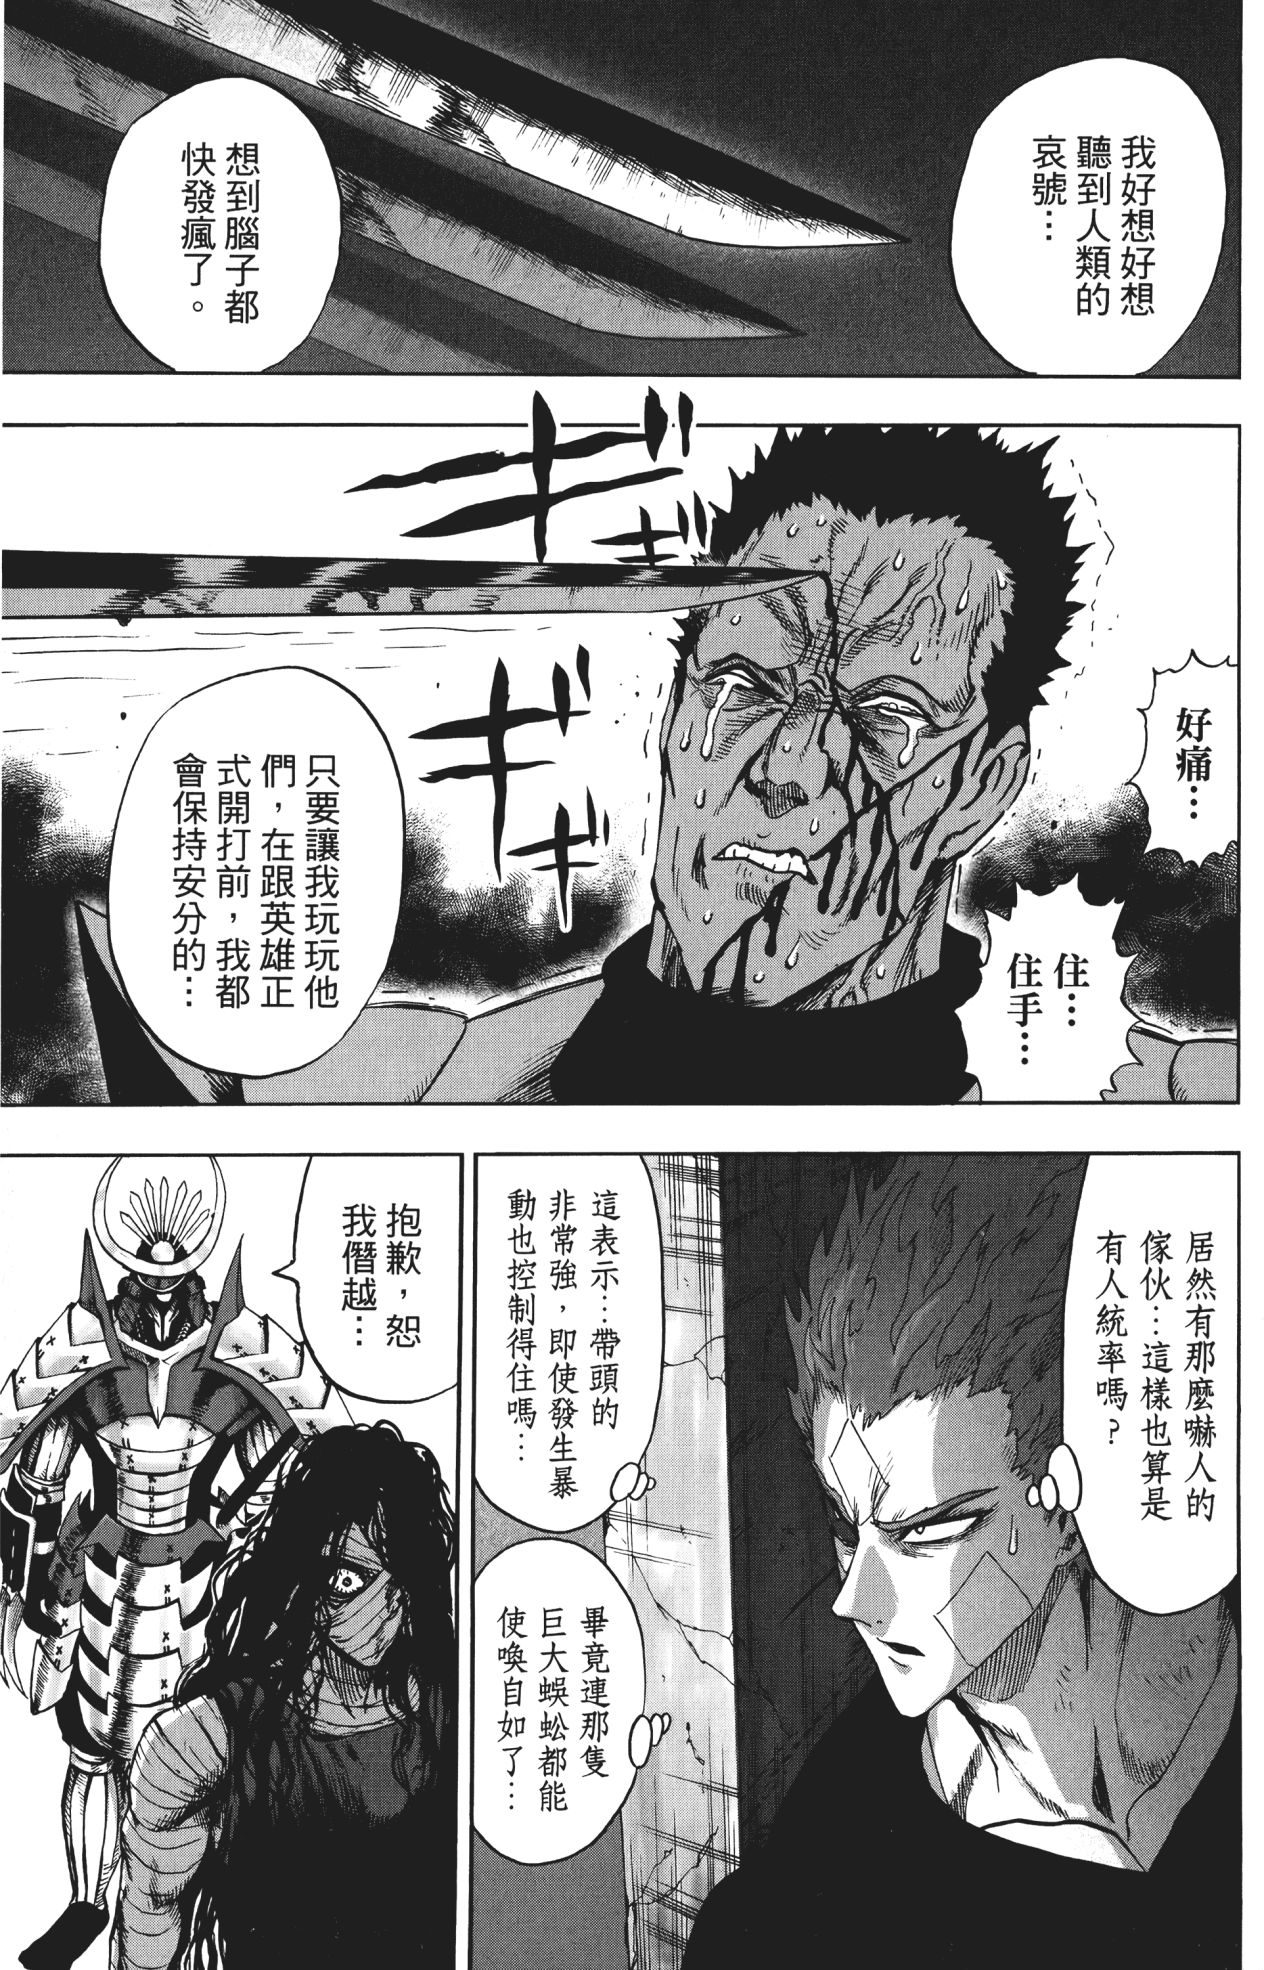 我好想好想
聽到人類的
哀號…
想到腦子都
快發瘋了。
ギギ
ギギ
好痛…
住…
住手…
只要讓我玩玩他
們，在跟英雄正
式開打前，我都
會保持安分的…
居然有那麼嚇人的
傢伙…這樣也算是
有人統率嗎？
這表示…帶頭的
非常強，即使發生暴
動也控制得住嗎…
畢竟連那隻
巨大蜈蚣都能
使喚自如了…
抱歉，恕
我僭越…